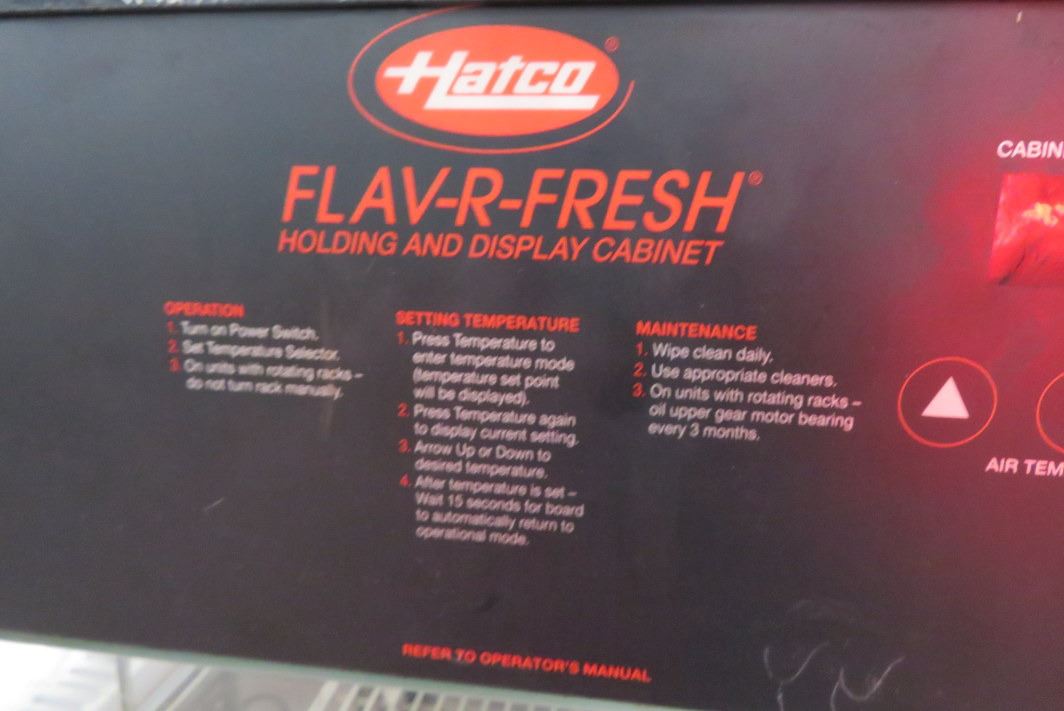 Hatco®
FLAV-R-FRESH®
HOLDING AND DISPLAY CABINET
OPERATION
1. Turn on Power Switch.
2. Set Temperature Selector.
3. On units with rotating racks –
do not turn rack manually.
SETTING TEMPERATURE
1. Press Temperature to
enter temperature mode
(temperature set point
will be displayed).
2. Press Temperature again
to display current setting.
3. Arrow Up or Down to
desired temperature.
4. After temperature is set –
Wait 15 seconds for board
to automatically return to
operational mode.
MAINTENANCE
1. Wipe clean daily.
2. Use appropriate cleaners.
3. On units with rotating racks –
oil upper gear motor bearing
every 3 months.
CABIN
AIR TEM
REFER TO OPERATOR'S MANUAL